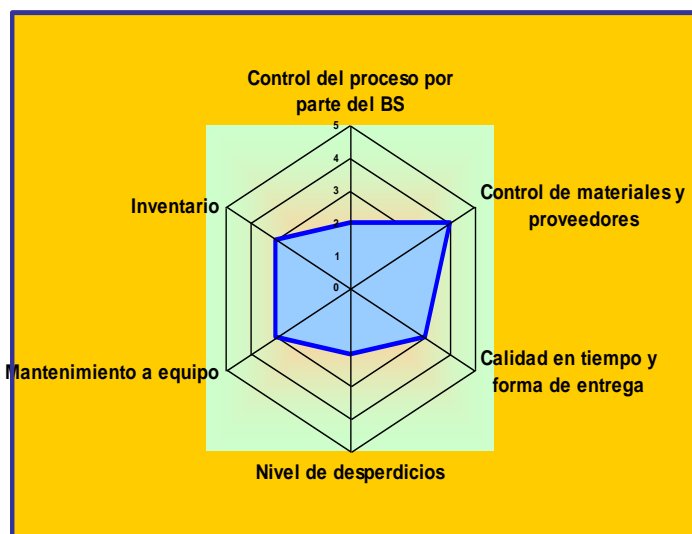 Control del proceso por
parte del BS
5
4
3
2
1
0
Control de materiales y
proveedores
Inventario
Mantenimiento a equipo
Calidad en tiempo y
forma de entrega
Nivel de desperdicios